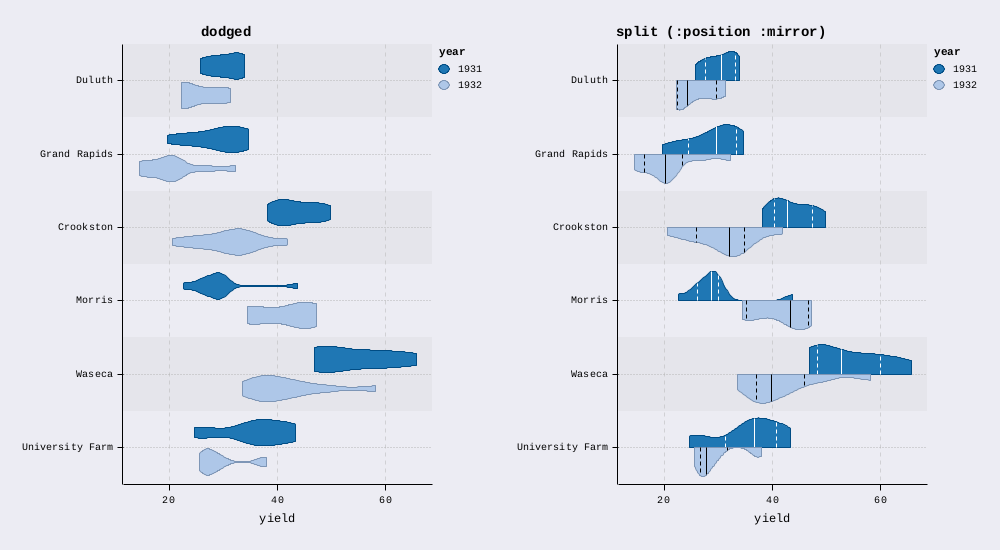 dodged
year
1931
1932
Duluth
Grand Rapids
Crookston
Morris
Waseca
University Farm
20 40 60
yield
split (:position :mirror)
year
1931
1932
Duluth
Grand Rapids
Crookston
Morris
Waseca
University Farm
20 40 60
yield